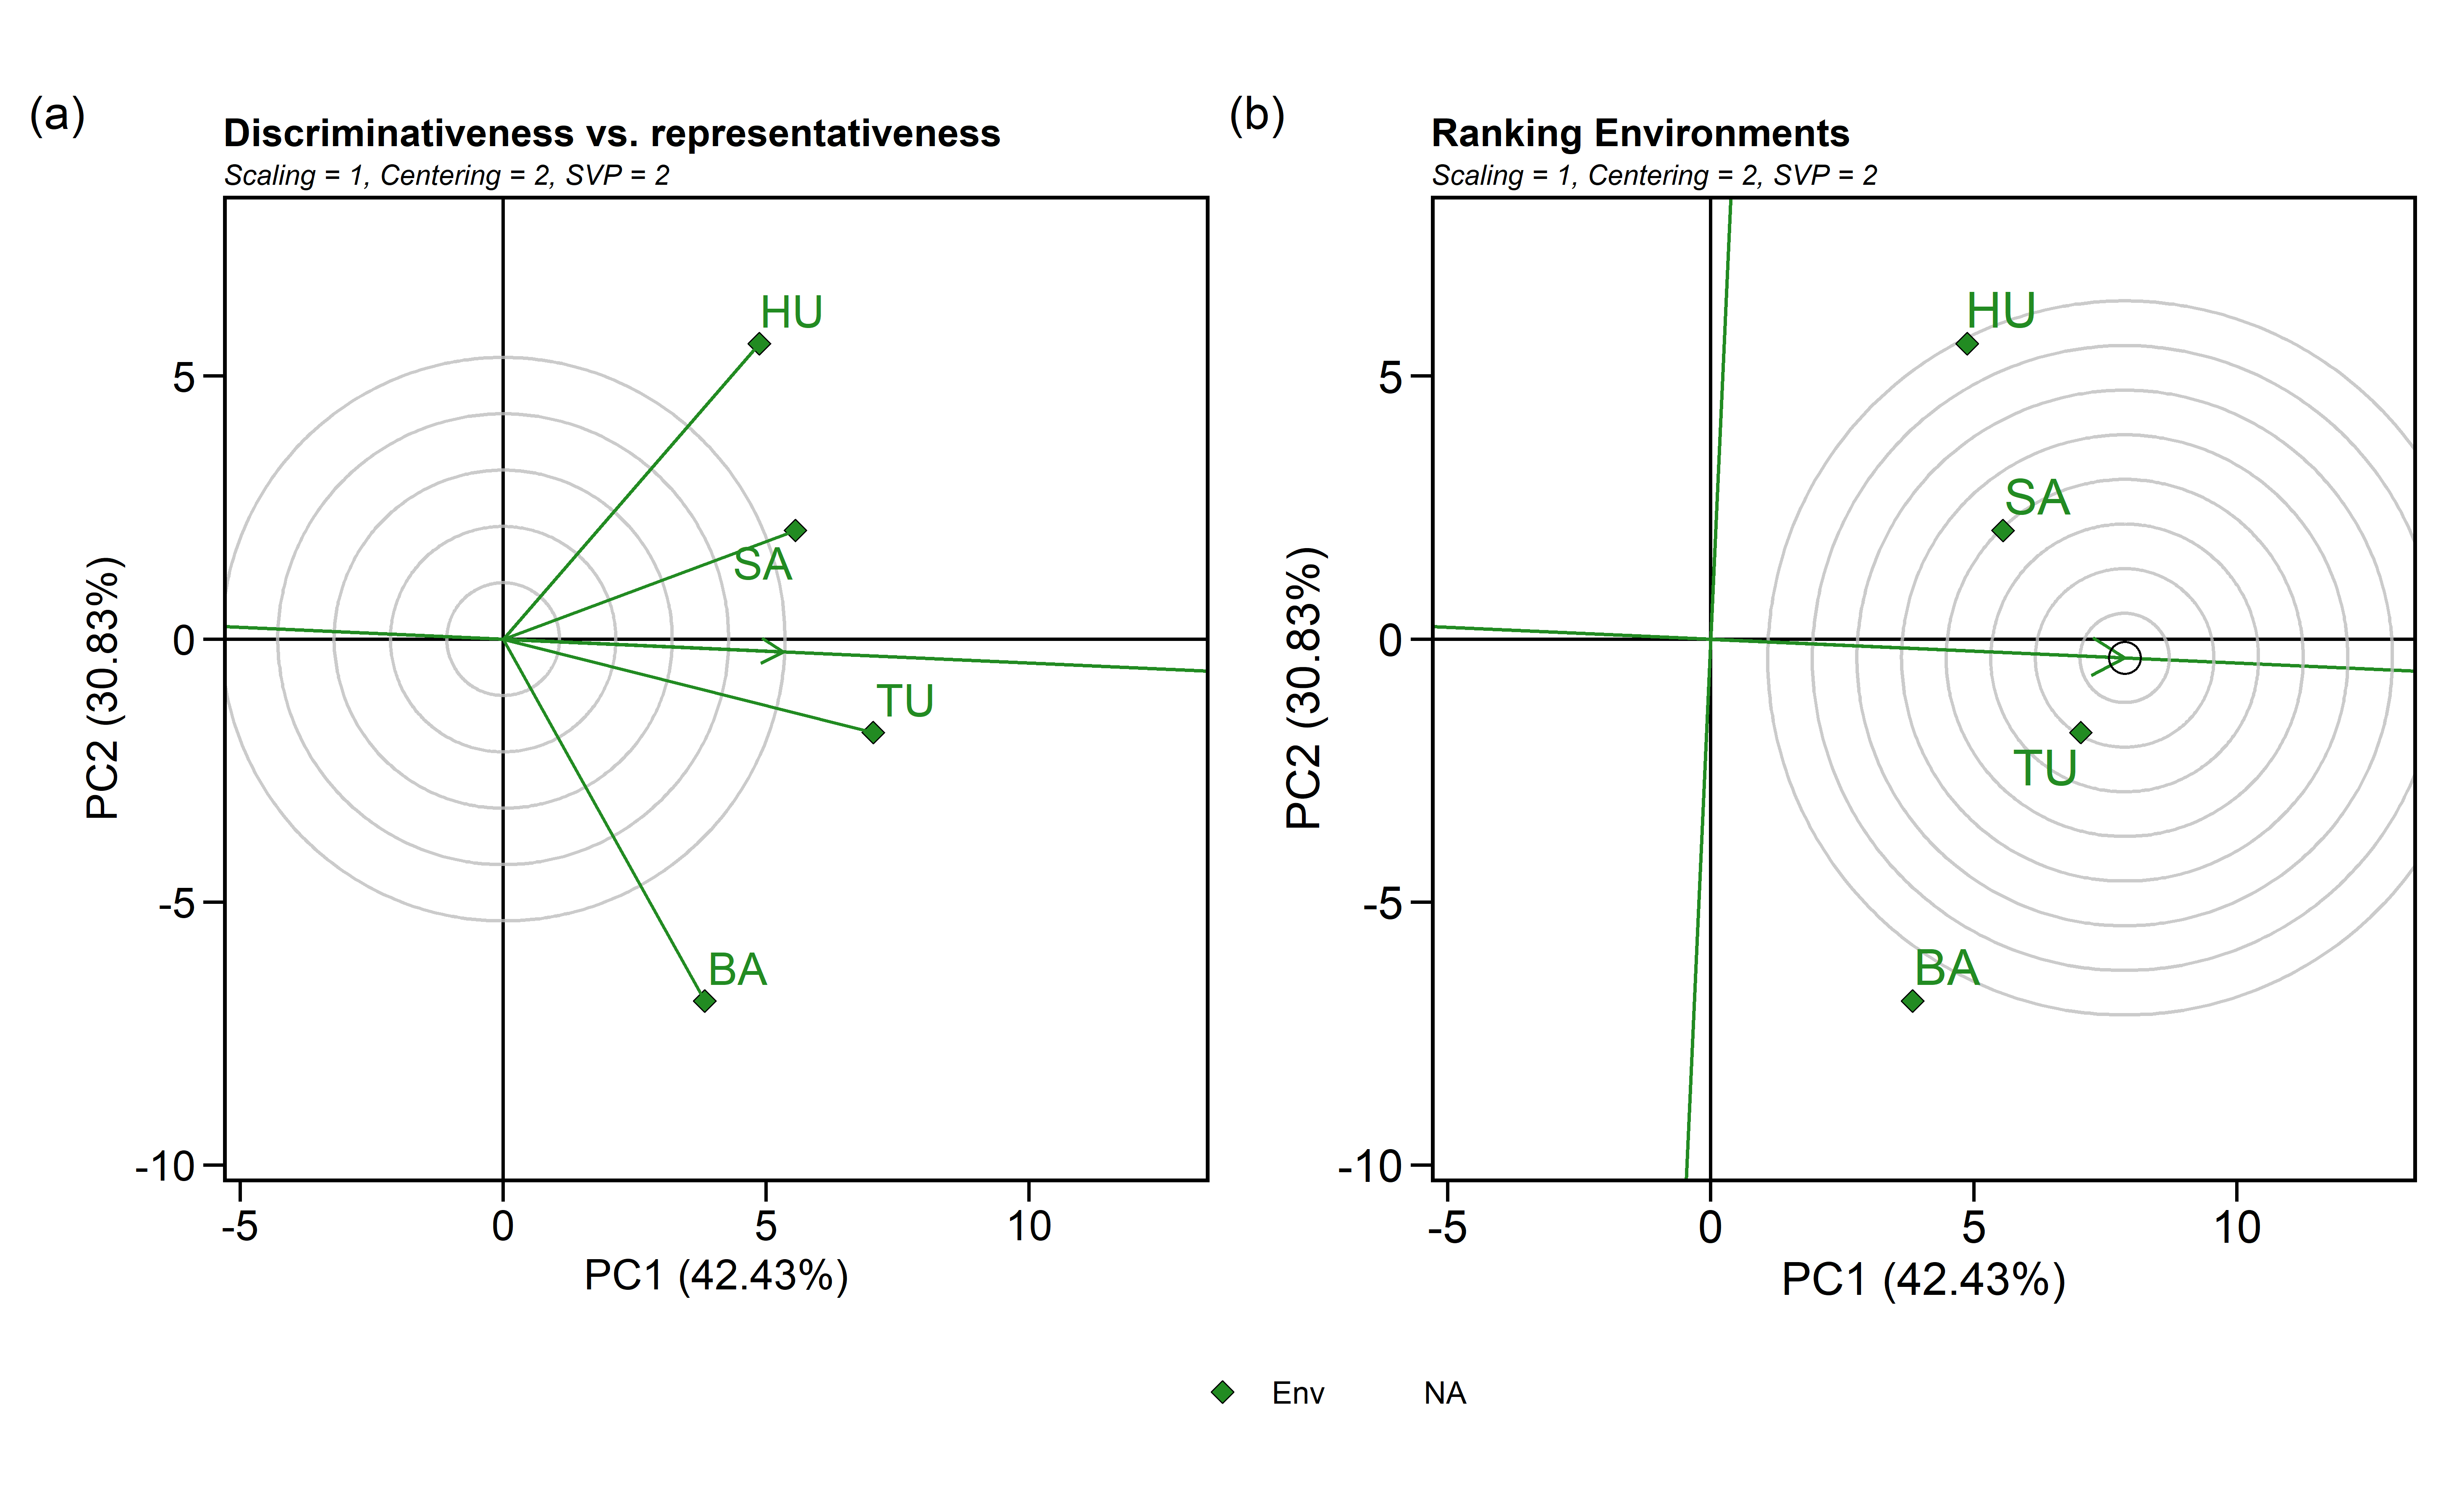 (a)
Discriminativeness vs. representativeness
Scaling = 1, Centering = 2, SVP = 2
HU
SA
TU
BA
5
0
-5
-10
PC2 (30.83%)
-5
0
5
10
PC1 (42.43%)
(b)
Ranking Environments
Scaling = 1, Centering = 2, SVP = 2
HU
SA
TU
BA
5
0
-5
-10
PC2 (30.83%)
-5
0
5
10
PC1 (42.43%)
Env
NA